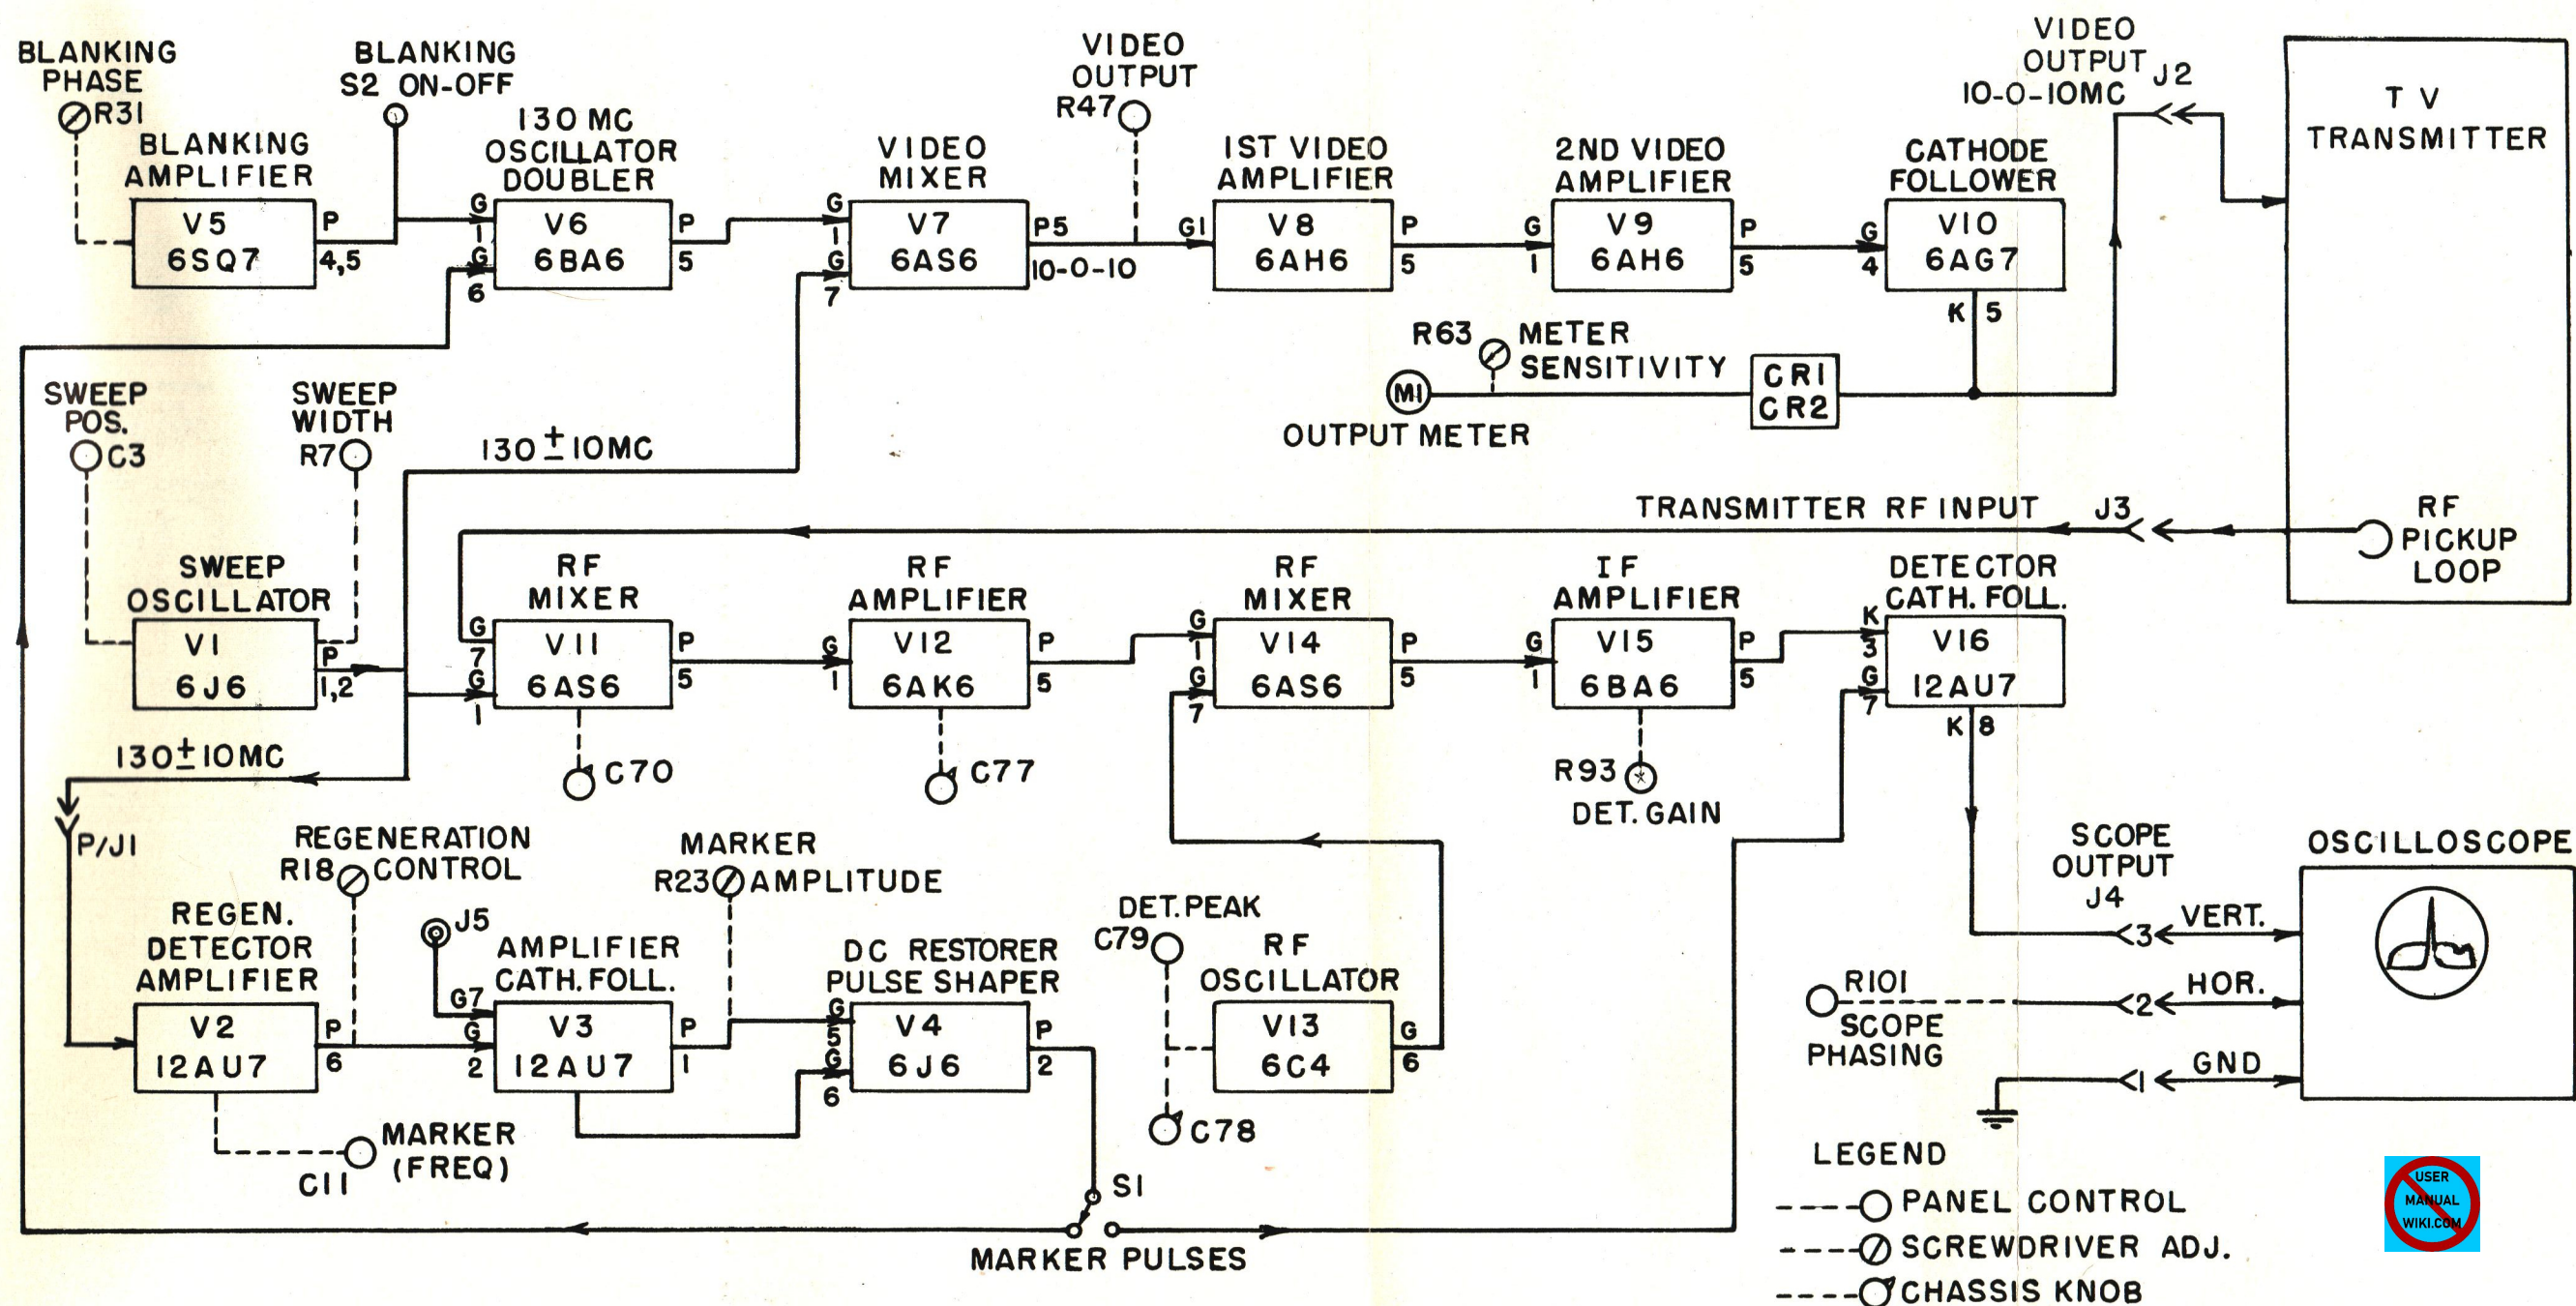 BLANKING
PHASE
R31
BLANKING
S2 ON-OFF
130 MC
OSCILLATOR
DOUBLER
VIDEO
OUTPUT
R47
VIDEO
OUTPUT
10-0-10MC
J2
BLANKING
AMPLIFIER
VIDEO
MIXER
1ST VIDEO
AMPLIFIER
2ND VIDEO
AMPLIFIER
CATHODE
FOLLOWER
TV
TRANSMITTER
V5
6SQ7
P
4,5
G
1
G
6
V6
6BA6
P
5
G
1
G
7
V7
6AS6
P5
10-0-10
G1
V8
6AH6
P
5
G
1
V9
6AH6
P
5
G
4
V10
6AG7
K 5
R63
METER
SENSITIVITY
M1
OUTPUT METER
CR1
CR2
SWEEP
POS.
C3
SWEEP
WIDTH
R7
130±10MC
TRANSMITTER RF INPUT
J3
RF
PICKUP
LOOP
SWEEP
OSCILLATOR
RF
MIXER
RF
AMPLIFIER
RF
MIXER
IF
AMPLIFIER
DETECTOR
CATH. FOLL.
V1
6J6
P
1,2
G
7
G
1
V11
6AS6
P
5
G
1
V12
6AK6
P
5
G
1
G
7
V14
6AS6
P
5
G
1
V15
6BA6
P
5
K
3
G
7
V16
12AU7
K 8
130±10MC
C70
C77
R93
DET. GAIN
P/J1
REGENERATION
R18 CONTROL
MARKER
R23 AMPLITUDE
SCOPE
OUTPUT
J4
OSCILLOSCOPE
REGEN.
DETECTOR
AMPLIFIER
J5
AMPLIFIER
CATH. FOLL.
DC RESTORER
PULSE SHAPER
DET. PEAK
C79
RF
OSCILLATOR
3
VERT.
V2
12AU7
P
6
G7
G
2
V3
12AU7
P
1
G
5
G
6
V4
6J6
P
2
V13
6C4
G
6
R101
SCOPE
PHASING
2
HOR.
1
GND
MARKER
(FREQ)
C11
C78
S1
MARKER PULSES
LEGEND
PANEL CONTROL
SCREWDRIVER ADJ.
CHASSIS KNOB
USER
MANUAL
WIKI.COM